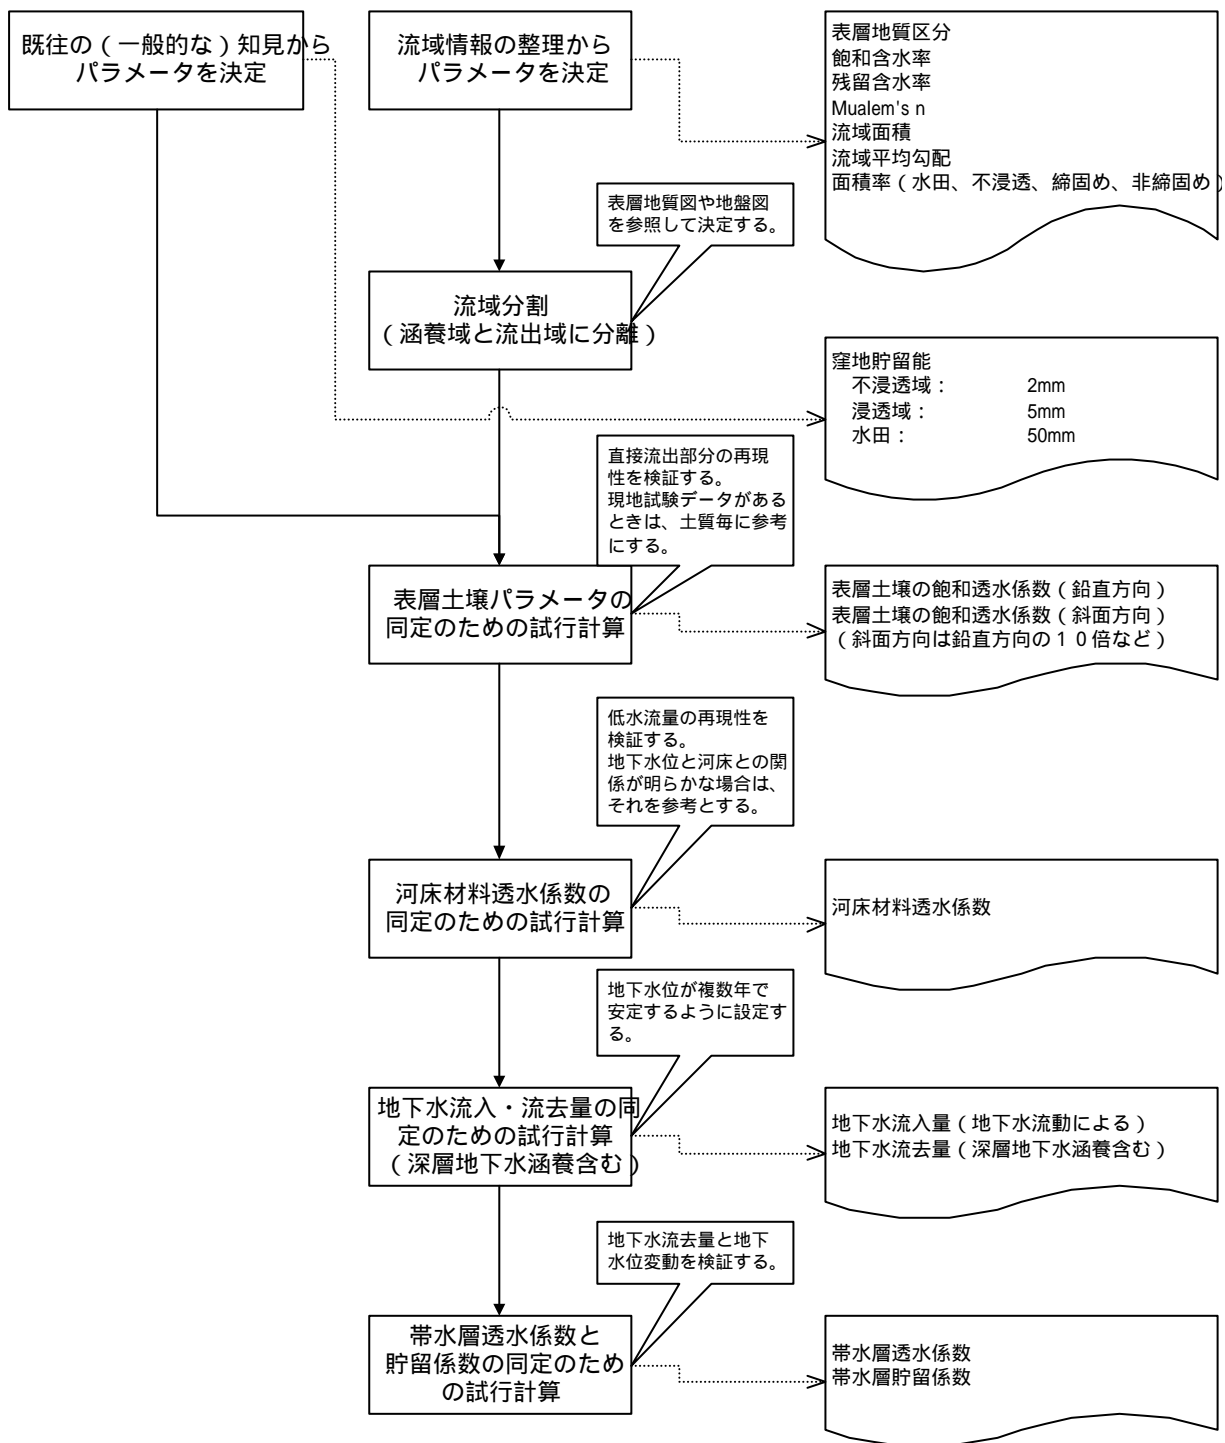 既往の（一般的な）知見から
パラメータを決定
流域情報の整理から
パラメータを決定
表層地質区分
飽和含水率
残留含水率
Mualem's n
流域面積
流域平均勾配
面積率（水田、不浸透、締固め、非締固め）
表層地質図や地盤図
を参照して決定する。
流域分割
（涵養域と流出域に分離）
窪地貯留能
不浸透域： 2mm
浸透域： 5mm
水田： 50mm
直接流出部分の再現
性を検証する。
現地試験データがある
ときは、土質毎に参考
にする。
表層土壌パラメータの
同定のための試行計算
表層土壌の飽和透水係数（鉛直方向）
表層土壌の飽和透水係数（斜面方向）
（斜面方向は鉛直方向の１０倍など）
低水流量の再現性を
検証する。
地下水位と河床との関
係が明らかな場合は、
それを参考とする。
河床材料透水係数の
同定のための試行計算
河床材料透水係数
地下水位が複数年で
安定するように設定す
る。
地下水流入・流去量の同
定のための試行計算
（深層地下水涵養含む）
地下水流入量（地下水流動による）
地下水流去量（深層地下水涵養含む）
地下水流去量と地下
水位変動を検証する。
帯水層透水係数と
貯留係数の同定のため
の試行計算
帯水層透水係数
帯水層貯留係数